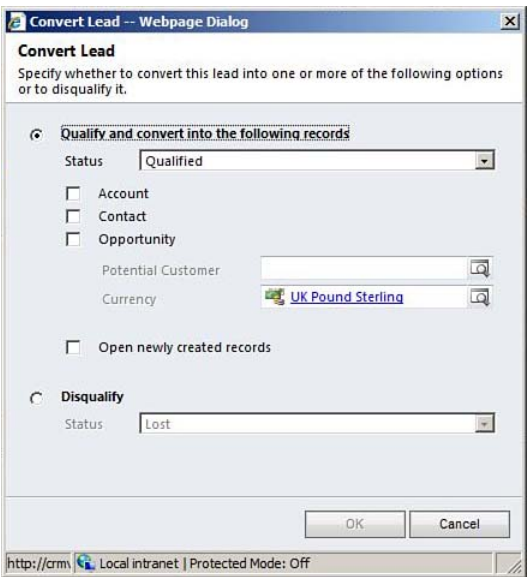 Convert Lead -- Webpage Dialog
Convert Lead
Specify whether to convert this lead into one or more of the following options
or to disqualify it.
Qualify and convert into the following records
Status Qualified
Account
Contact
Opportunity
Potential Customer
Currency UK Pound Sterling
Open newly created records
Disqualify
Status Lost
OK Cancel
http://crm\ Local intranet | Protected Mode: Off